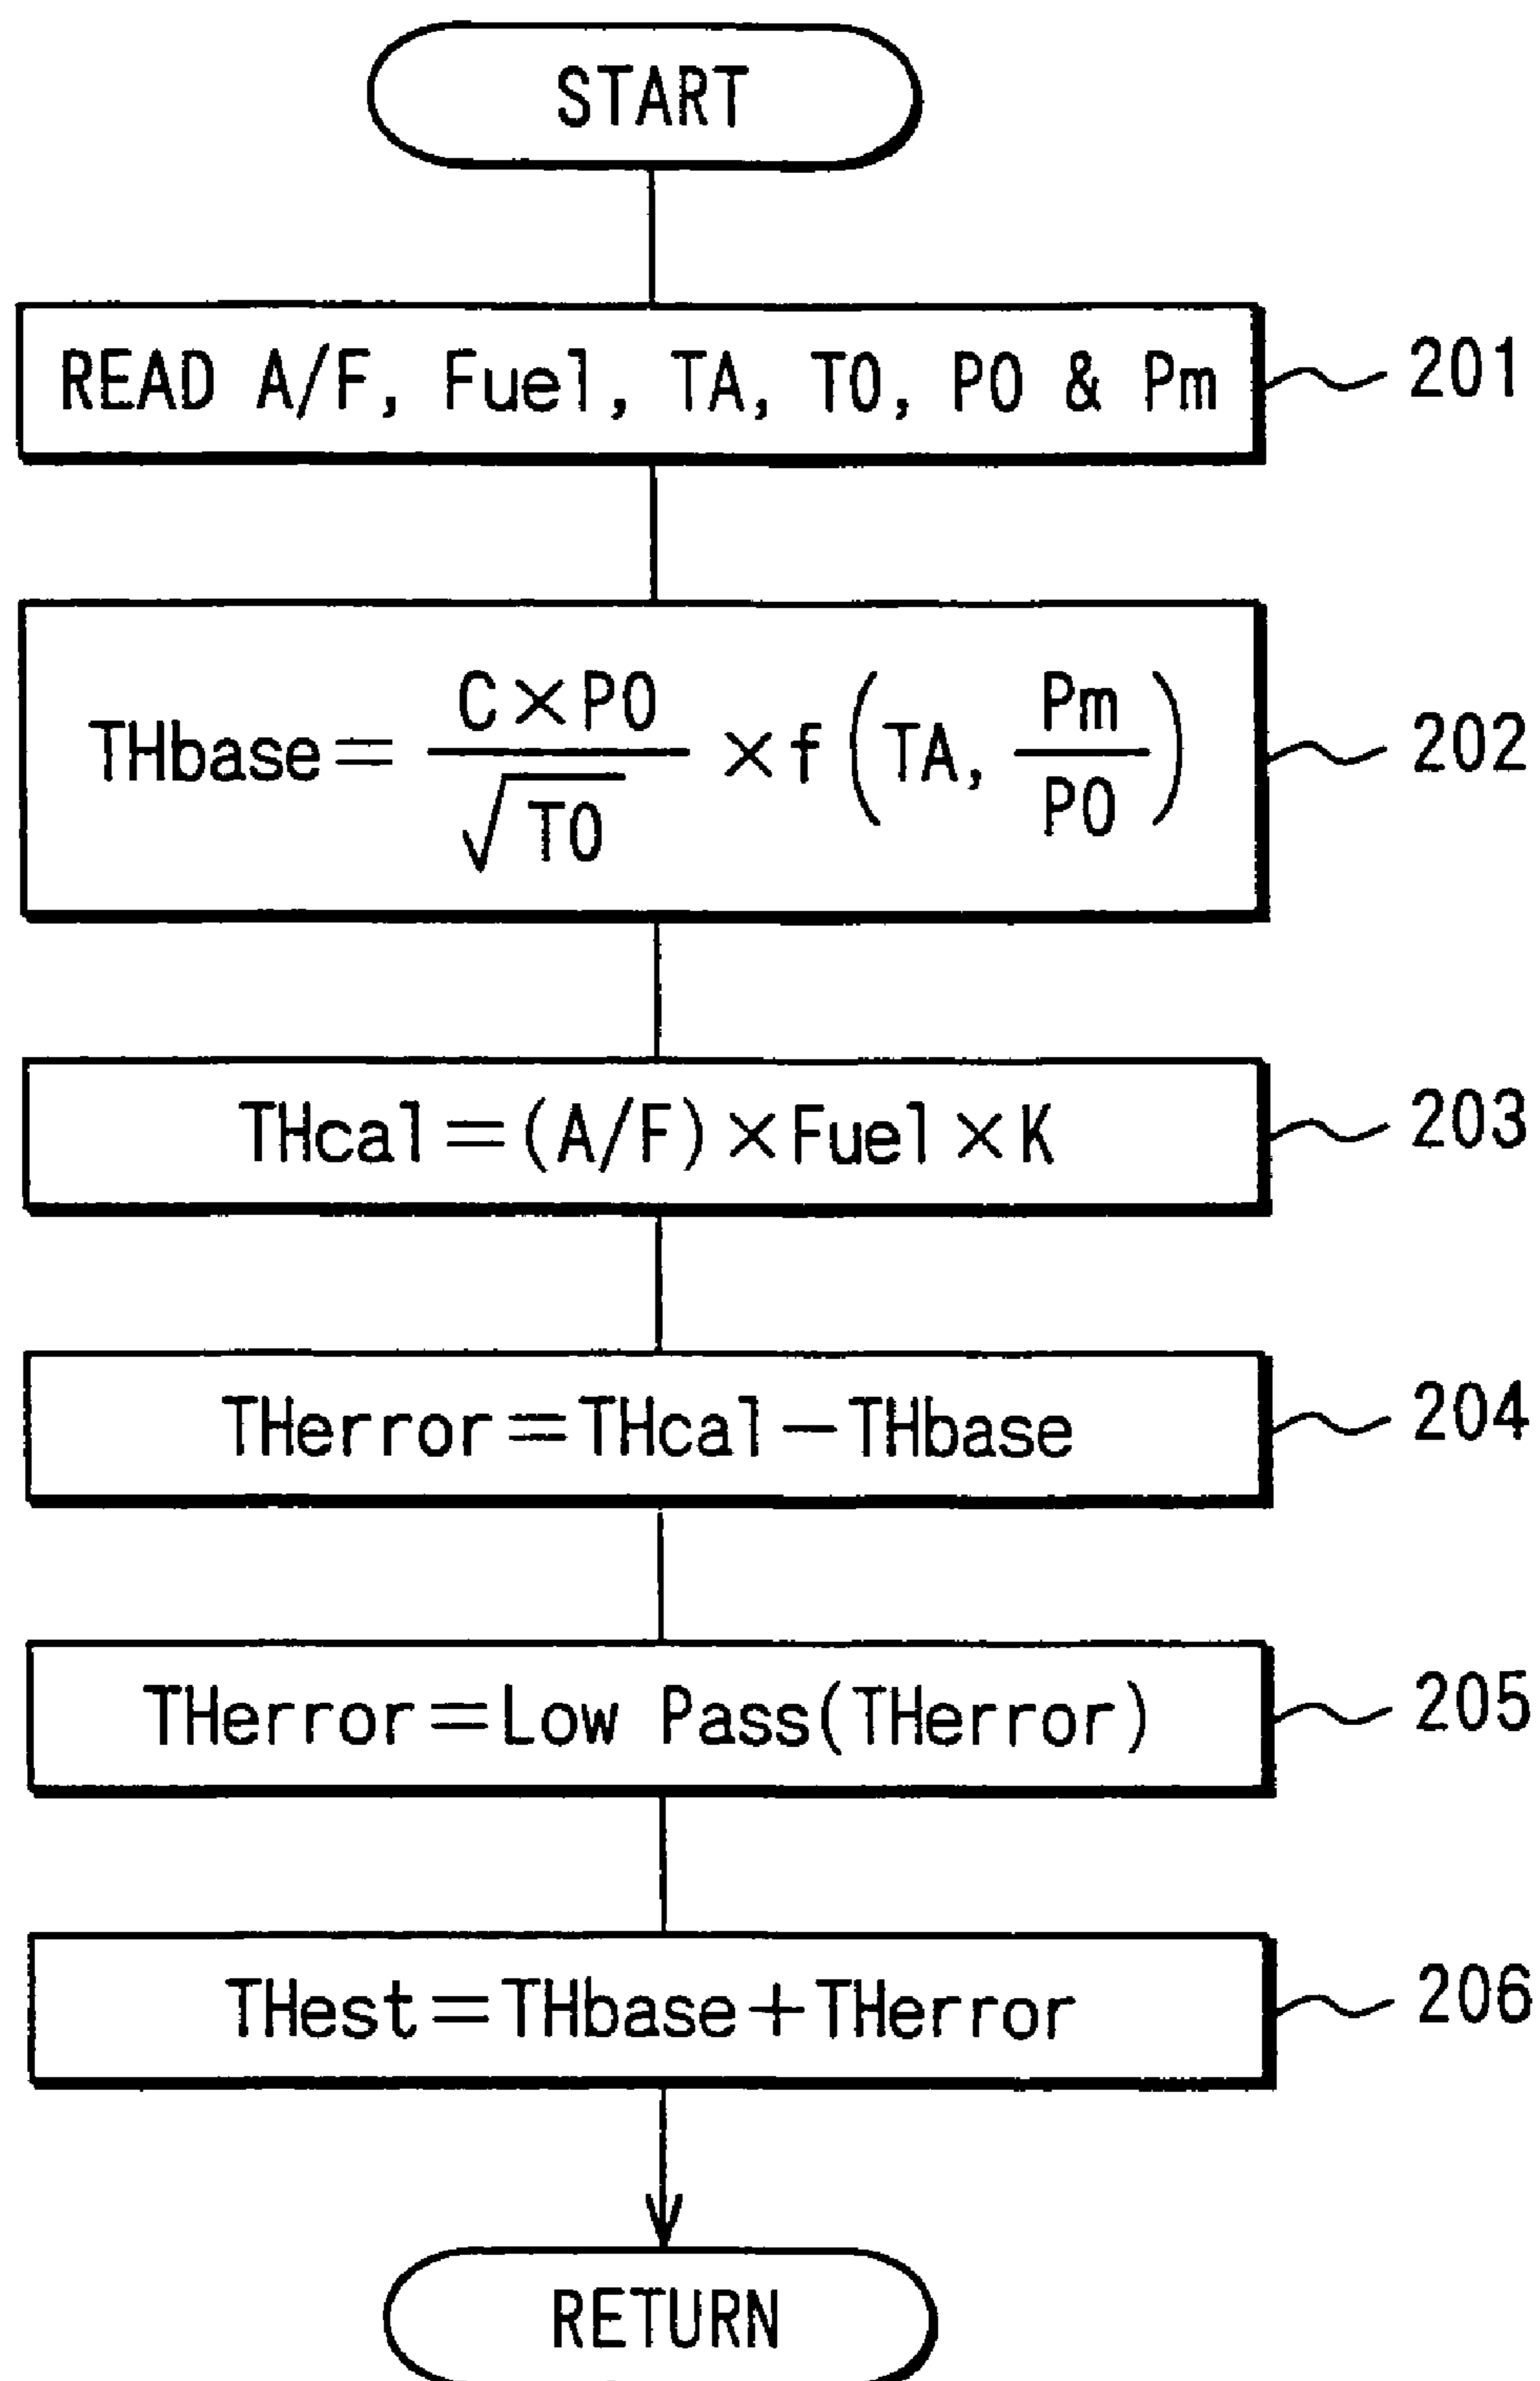 START
READ A/F, Fuel, TA, T0, P0 & Pm
201
THbase = C×P0 / √T0 ×f(TA, Pm / P0)
202
THcal=(A/F)×Fuel×K
203
THerror=THcal−THbase
204
THerror=Low Pass(THerror)
205
THest=THbase+THerror
206
RETURN